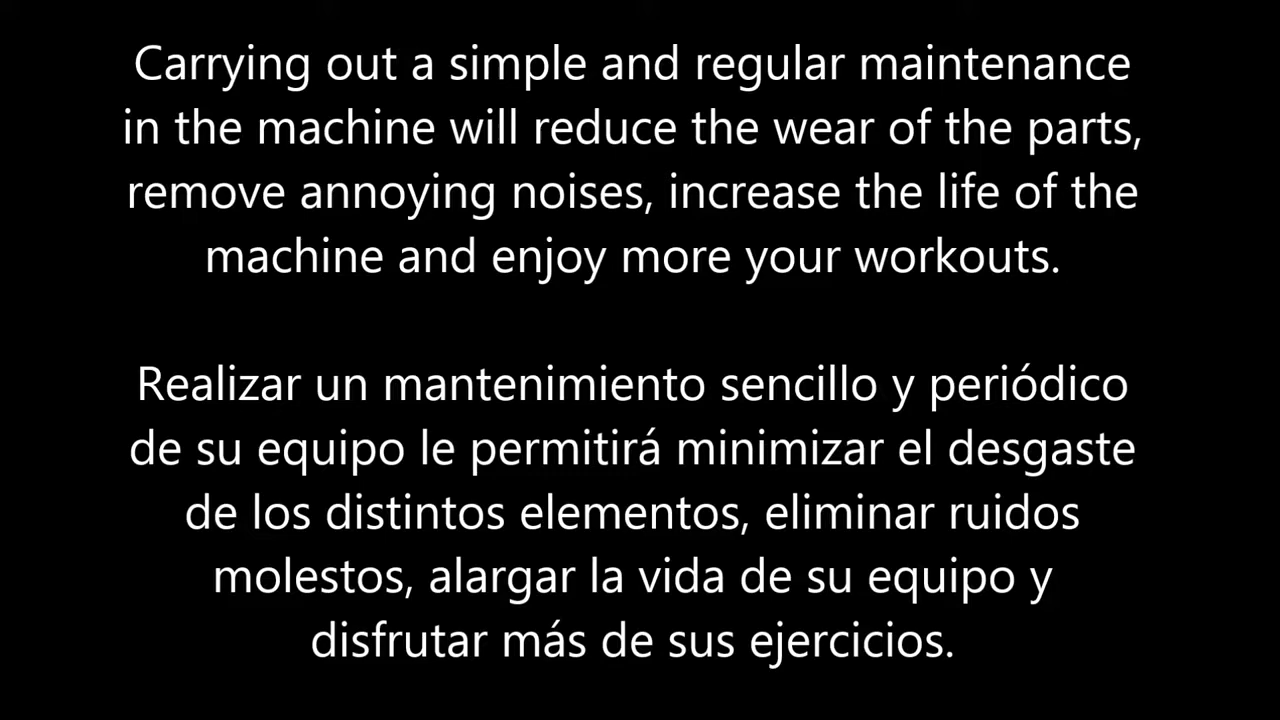 Carrying out a simple and regular maintenance
in the machine will reduce the wear of the parts,
remove annoying noises, increase the life of the
machine and enjoy more your workouts.
Realizar un mantenimiento sencillo y periódico
de su equipo le permitirá minimizar el desgaste
de los distintos elementos, eliminar ruidos
molestos, alargar la vida de su equipo y
disfrutar más de sus ejercicios.